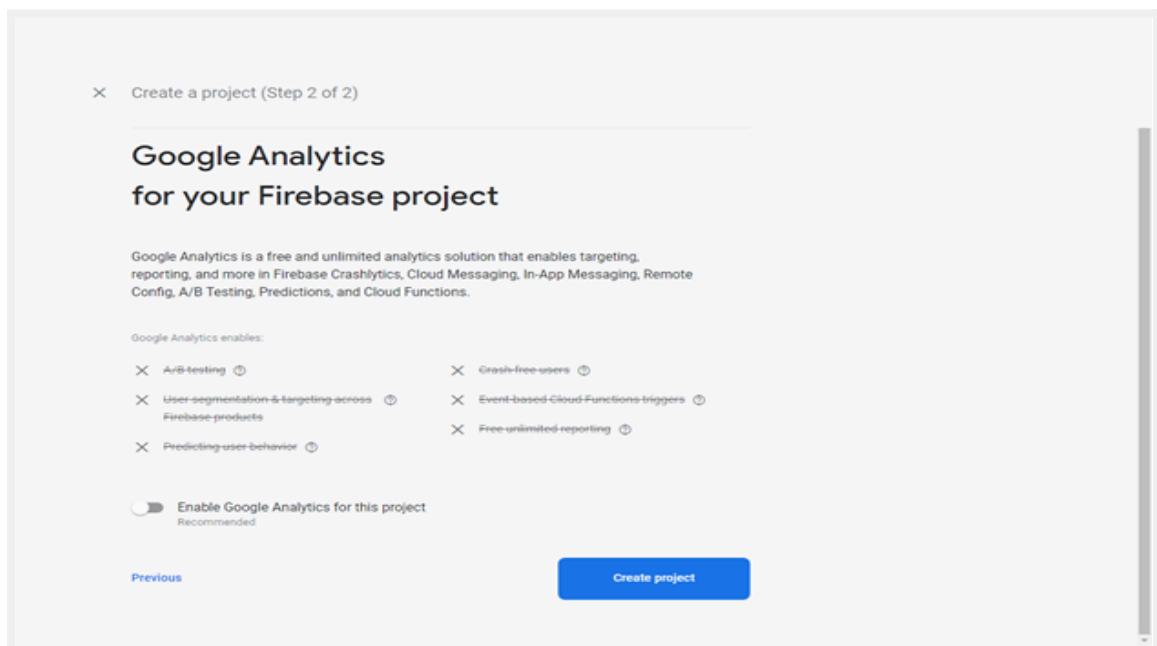 Create a project (Step 2 of 2)
Google Analytics
for your Firebase project
Google Analytics is a free and unlimited analytics solution that enables targeting,
reporting, and more in Firebase Crashlytics, Cloud Messaging, In-App Messaging, Remote
Config, A/B Testing, Predictions, and Cloud Functions.
Google Analytics enables:
A/B testing
User segmentation & targeting across
Firebase products
Predicting user behavior
Crash-free users
Event-based Cloud Functions triggers
Free unlimited reporting
Enable Google Analytics for this project
Recommended
Previous
Create project